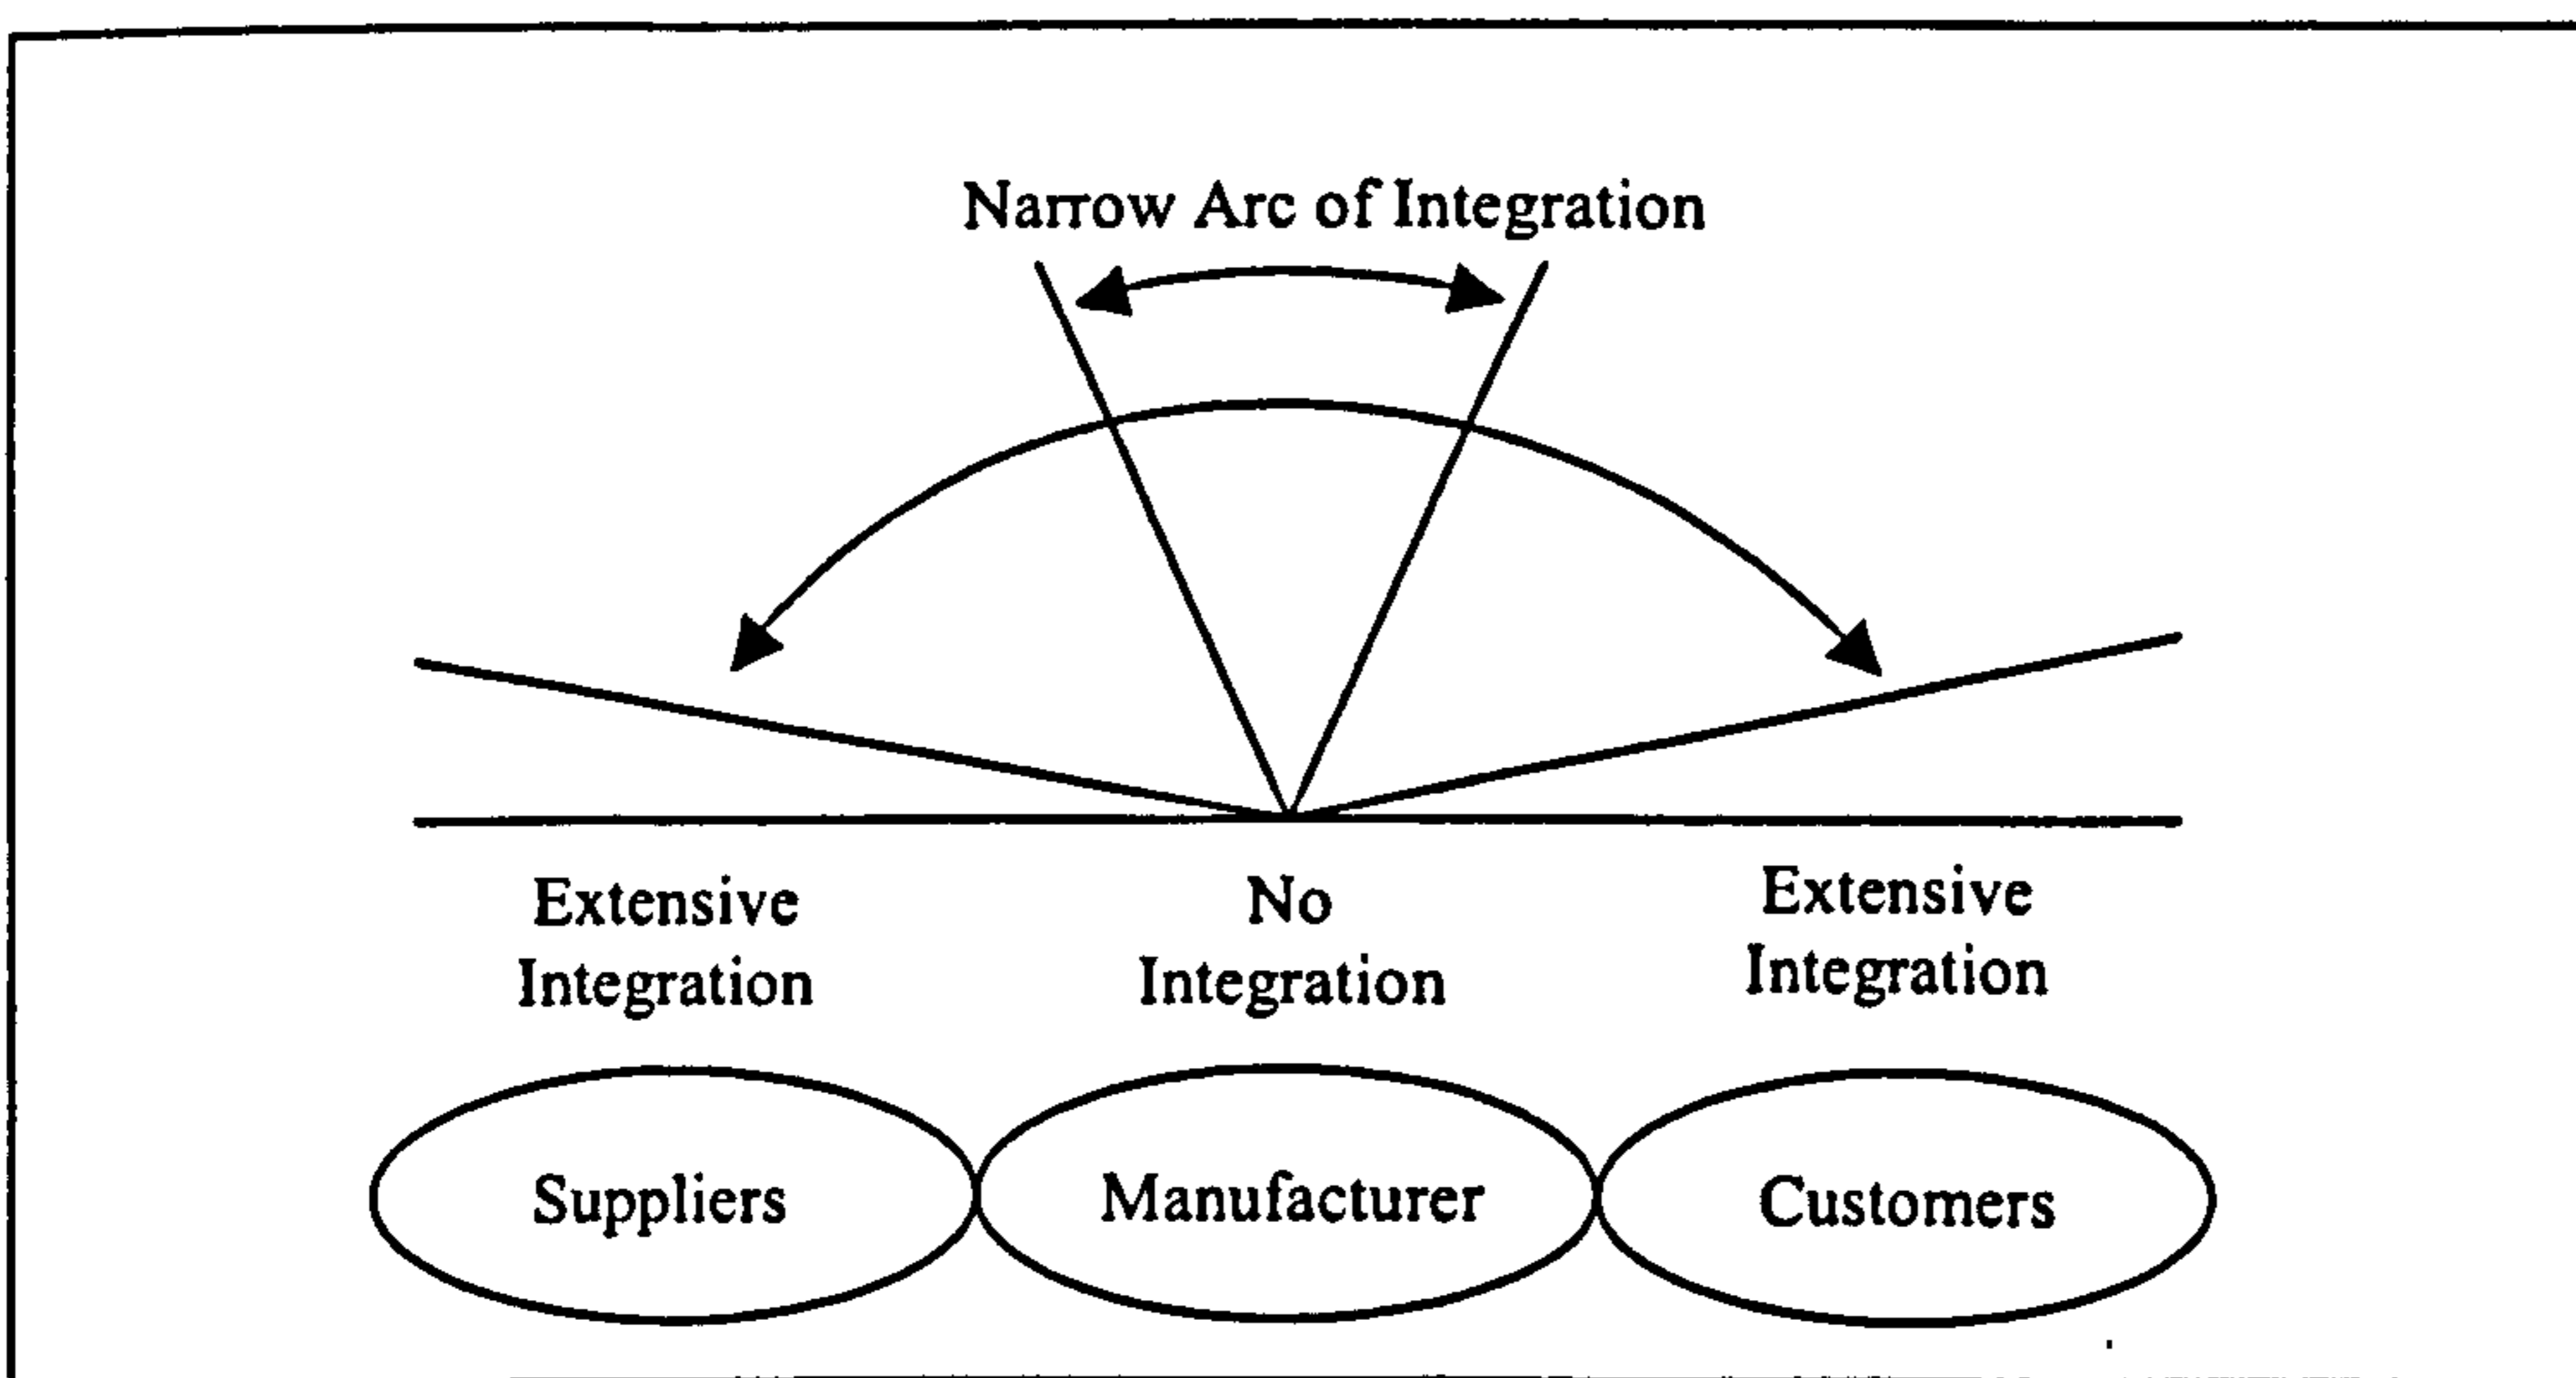 Narrow Arc of Integration
Extensive
Integration
No
Integration
Extensive
Integration
Suppliers
Manufacturer
Customers